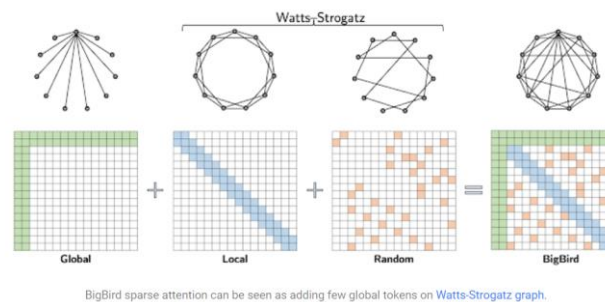 Watts-Strogatz
Global
Local
Random
BigBird
BigBird sparse attention can be seen as adding few global tokens on Watts-Strogatz graph.